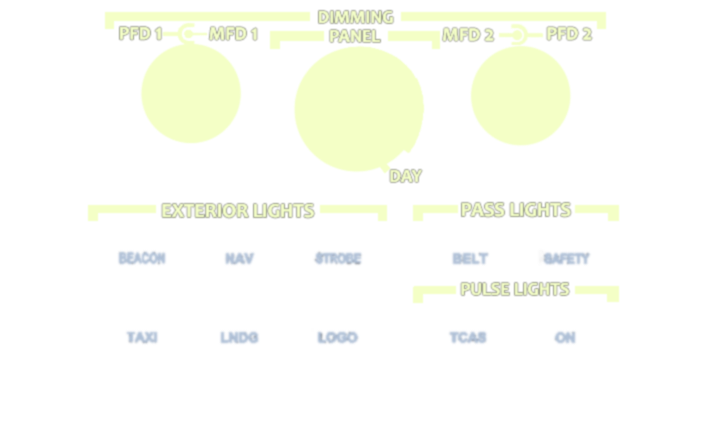 DIMMING
PFD 1 MFD 1 PANEL MFD 2 PFD 2
DAY
EXTERIOR LIGHTS PASS LIGHTS
BEACON NAV STROBE BELT SAFETY
PULSE LIGHTS
TAXI LNDG LOGO TCAS ON